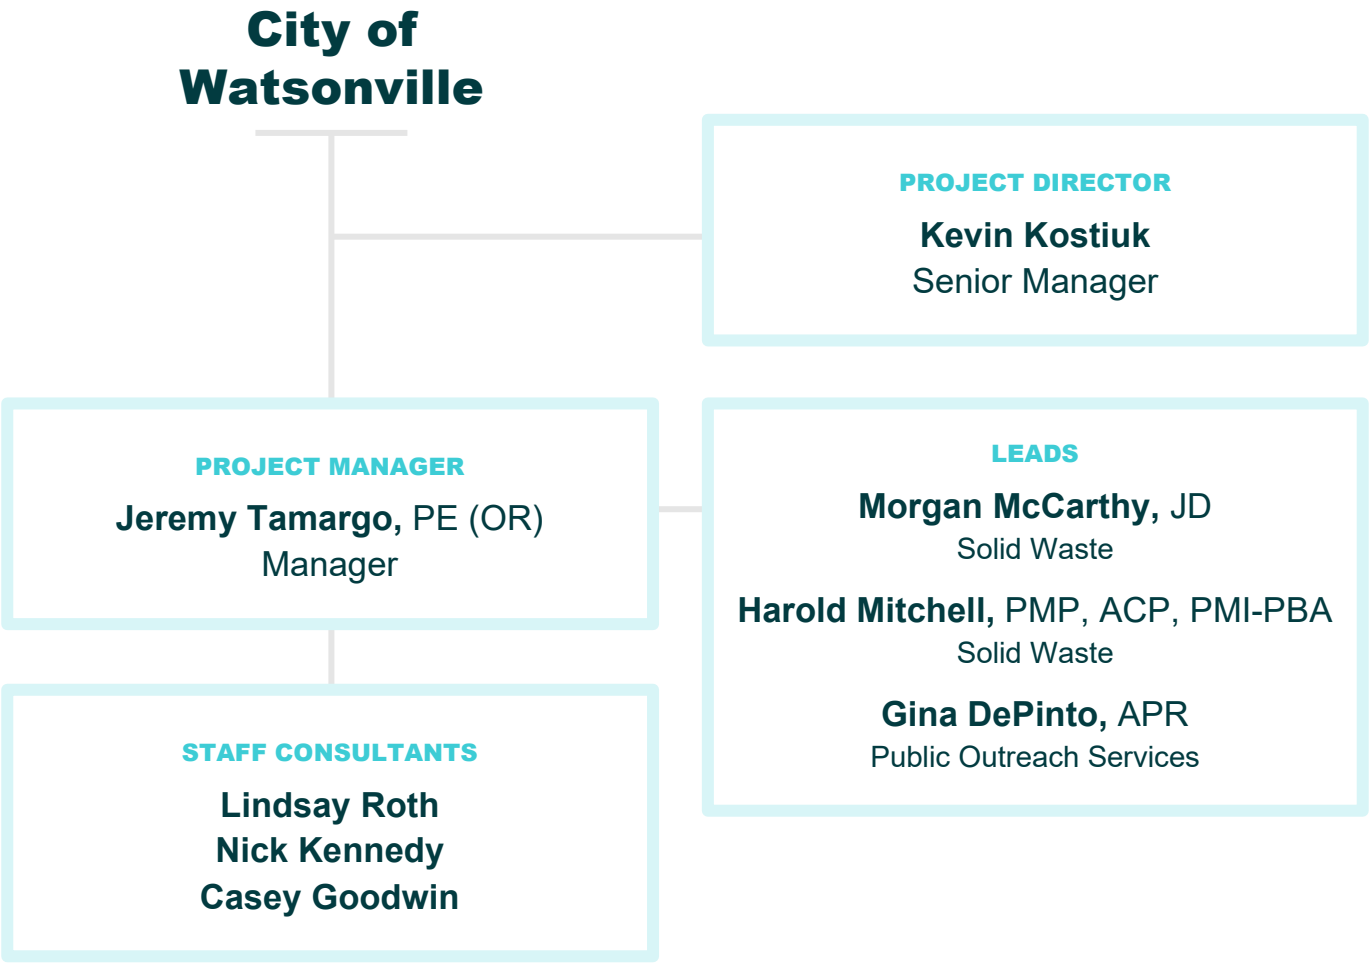 City of
Watsonville
PROJECT DIRECTOR
Kevin Kostiuk
Senior Manager
PROJECT MANAGER
Jeremy Tamargo, PE (OR)
Manager
LEADS
Morgan McCarthy, JD
Solid Waste
Harold Mitchell, PMP, ACP, PMI-PBA
Solid Waste
Gina DePinto, APR
Public Outreach Services
STAFF CONSULTANTS
Lindsay Roth
Nick Kennedy
Casey Goodwin